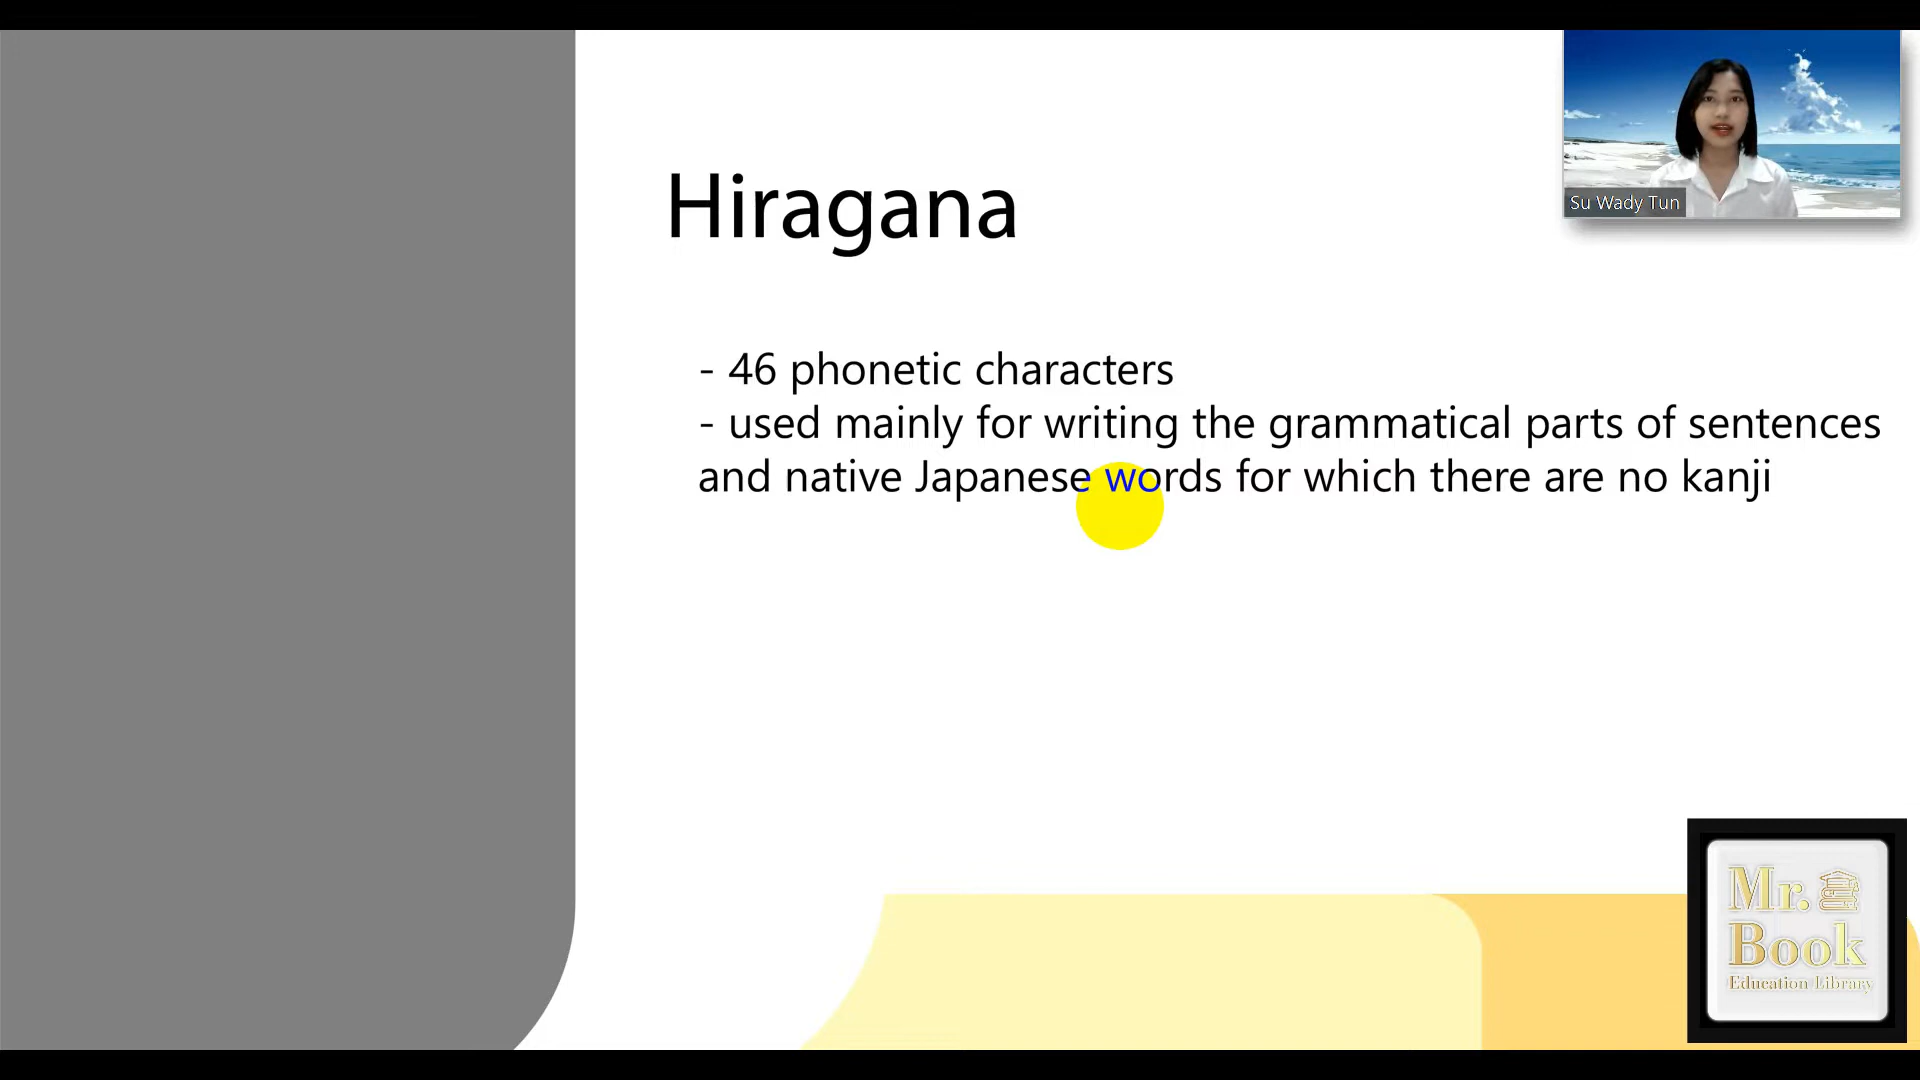 Hiragana
- 46 phonetic characters
- used mainly for writing the grammatical parts of sentences
and native Japanese words for which there are no kanji
Su Wady Tun
Mr.
Book
Education Library